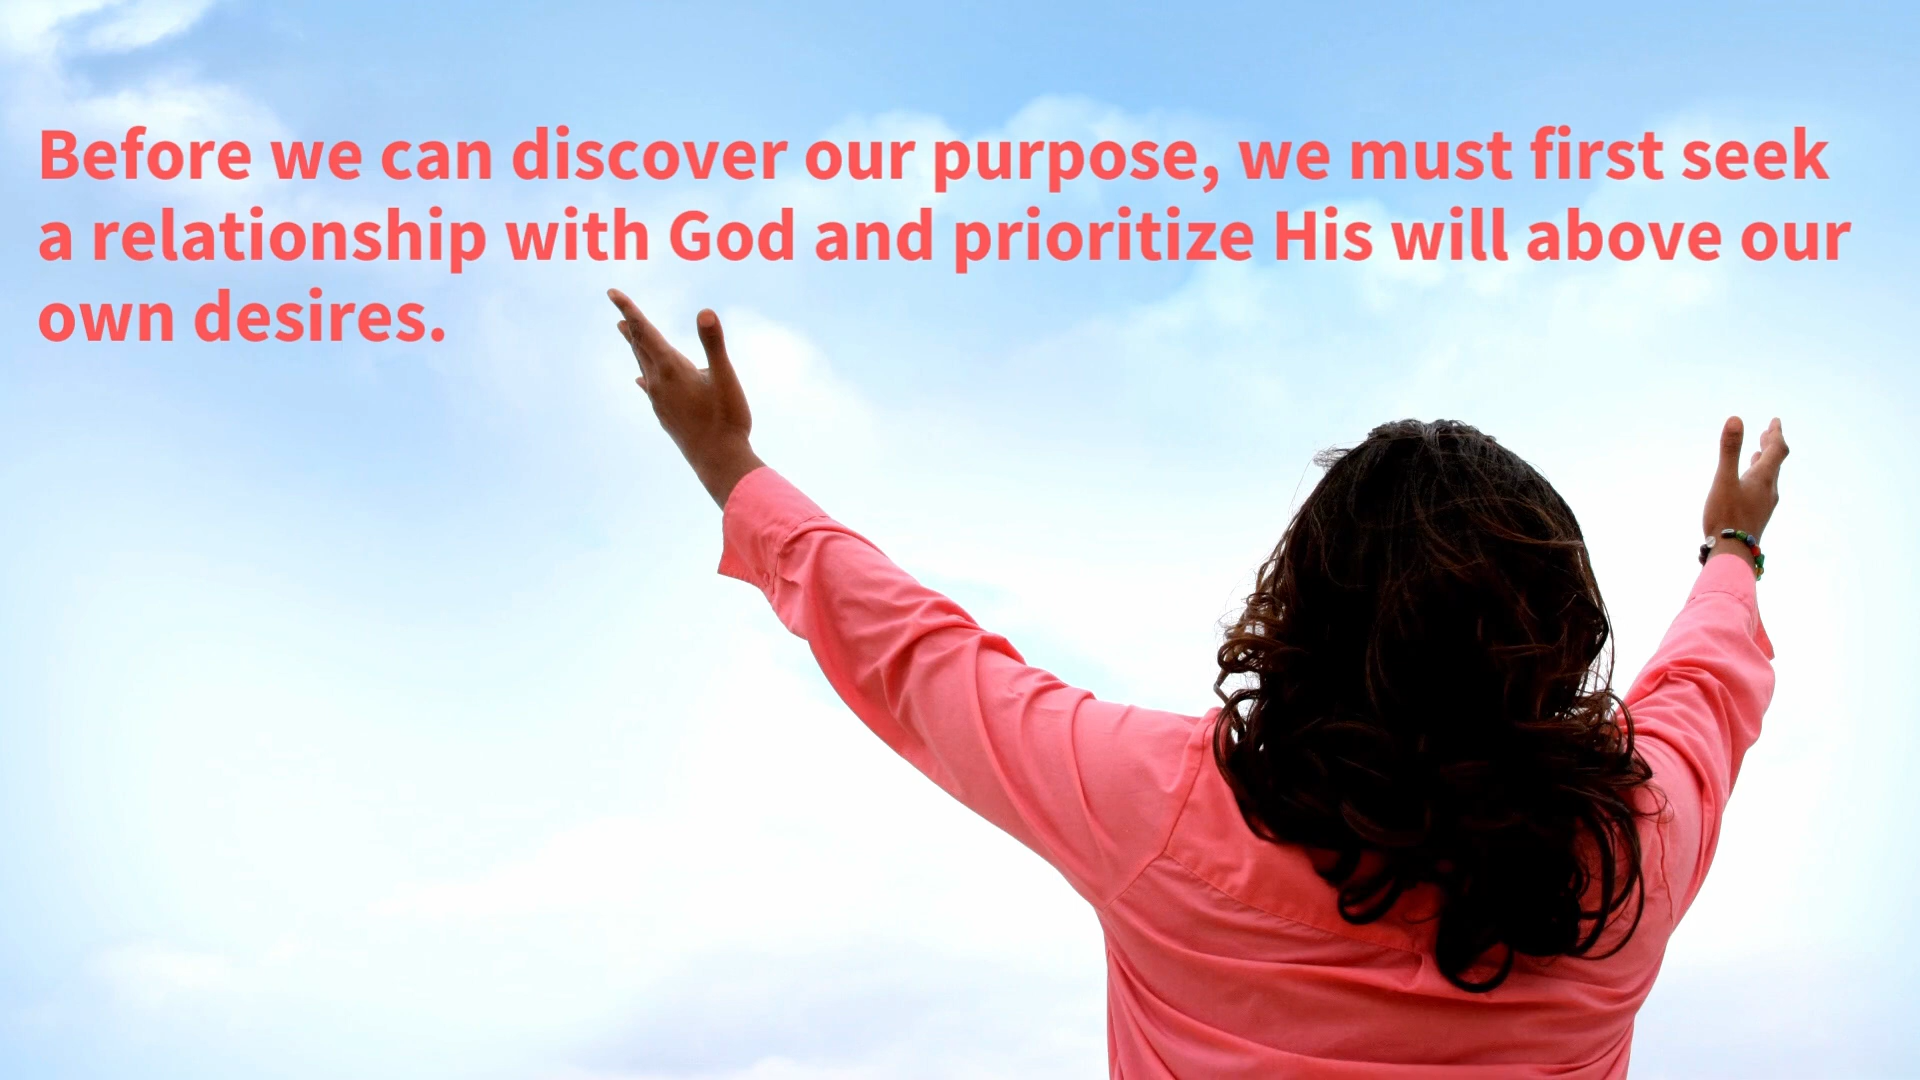 Before we can discover our purpose, we must first seek
a relationship with God and prioritize His will above our
own desires.